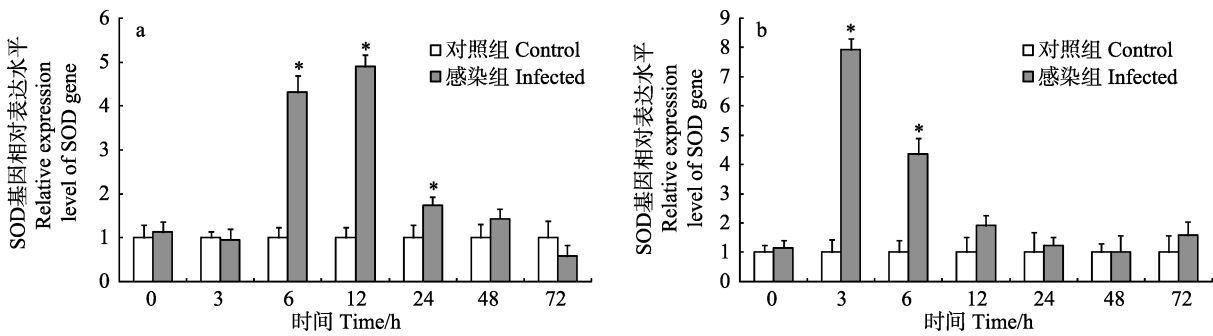 SOD基因相对表达水平
Relative expression
level of SOD gene
6
5
4
3
2
1
0
a
对照组 Control
感染组 Infected
*
*
*
0 3 6 12 24 48 72
时间 Time/h
SOD基因相对表达水平
Relative expression
level of SOD gene
9
8
7
6
5
4
3
2
1
0
b
对照组 Control
感染组 Infected
*
*
0 3 6 12 24 48 72
时间 Time/h